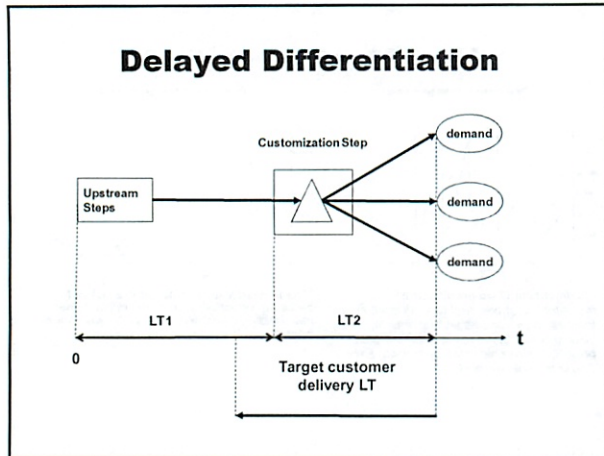 Delayed Differentiation
Customization Step
demand
Upstream
Steps
demand
demand
LT1
LT2
t
0
Target customer
delivery LT